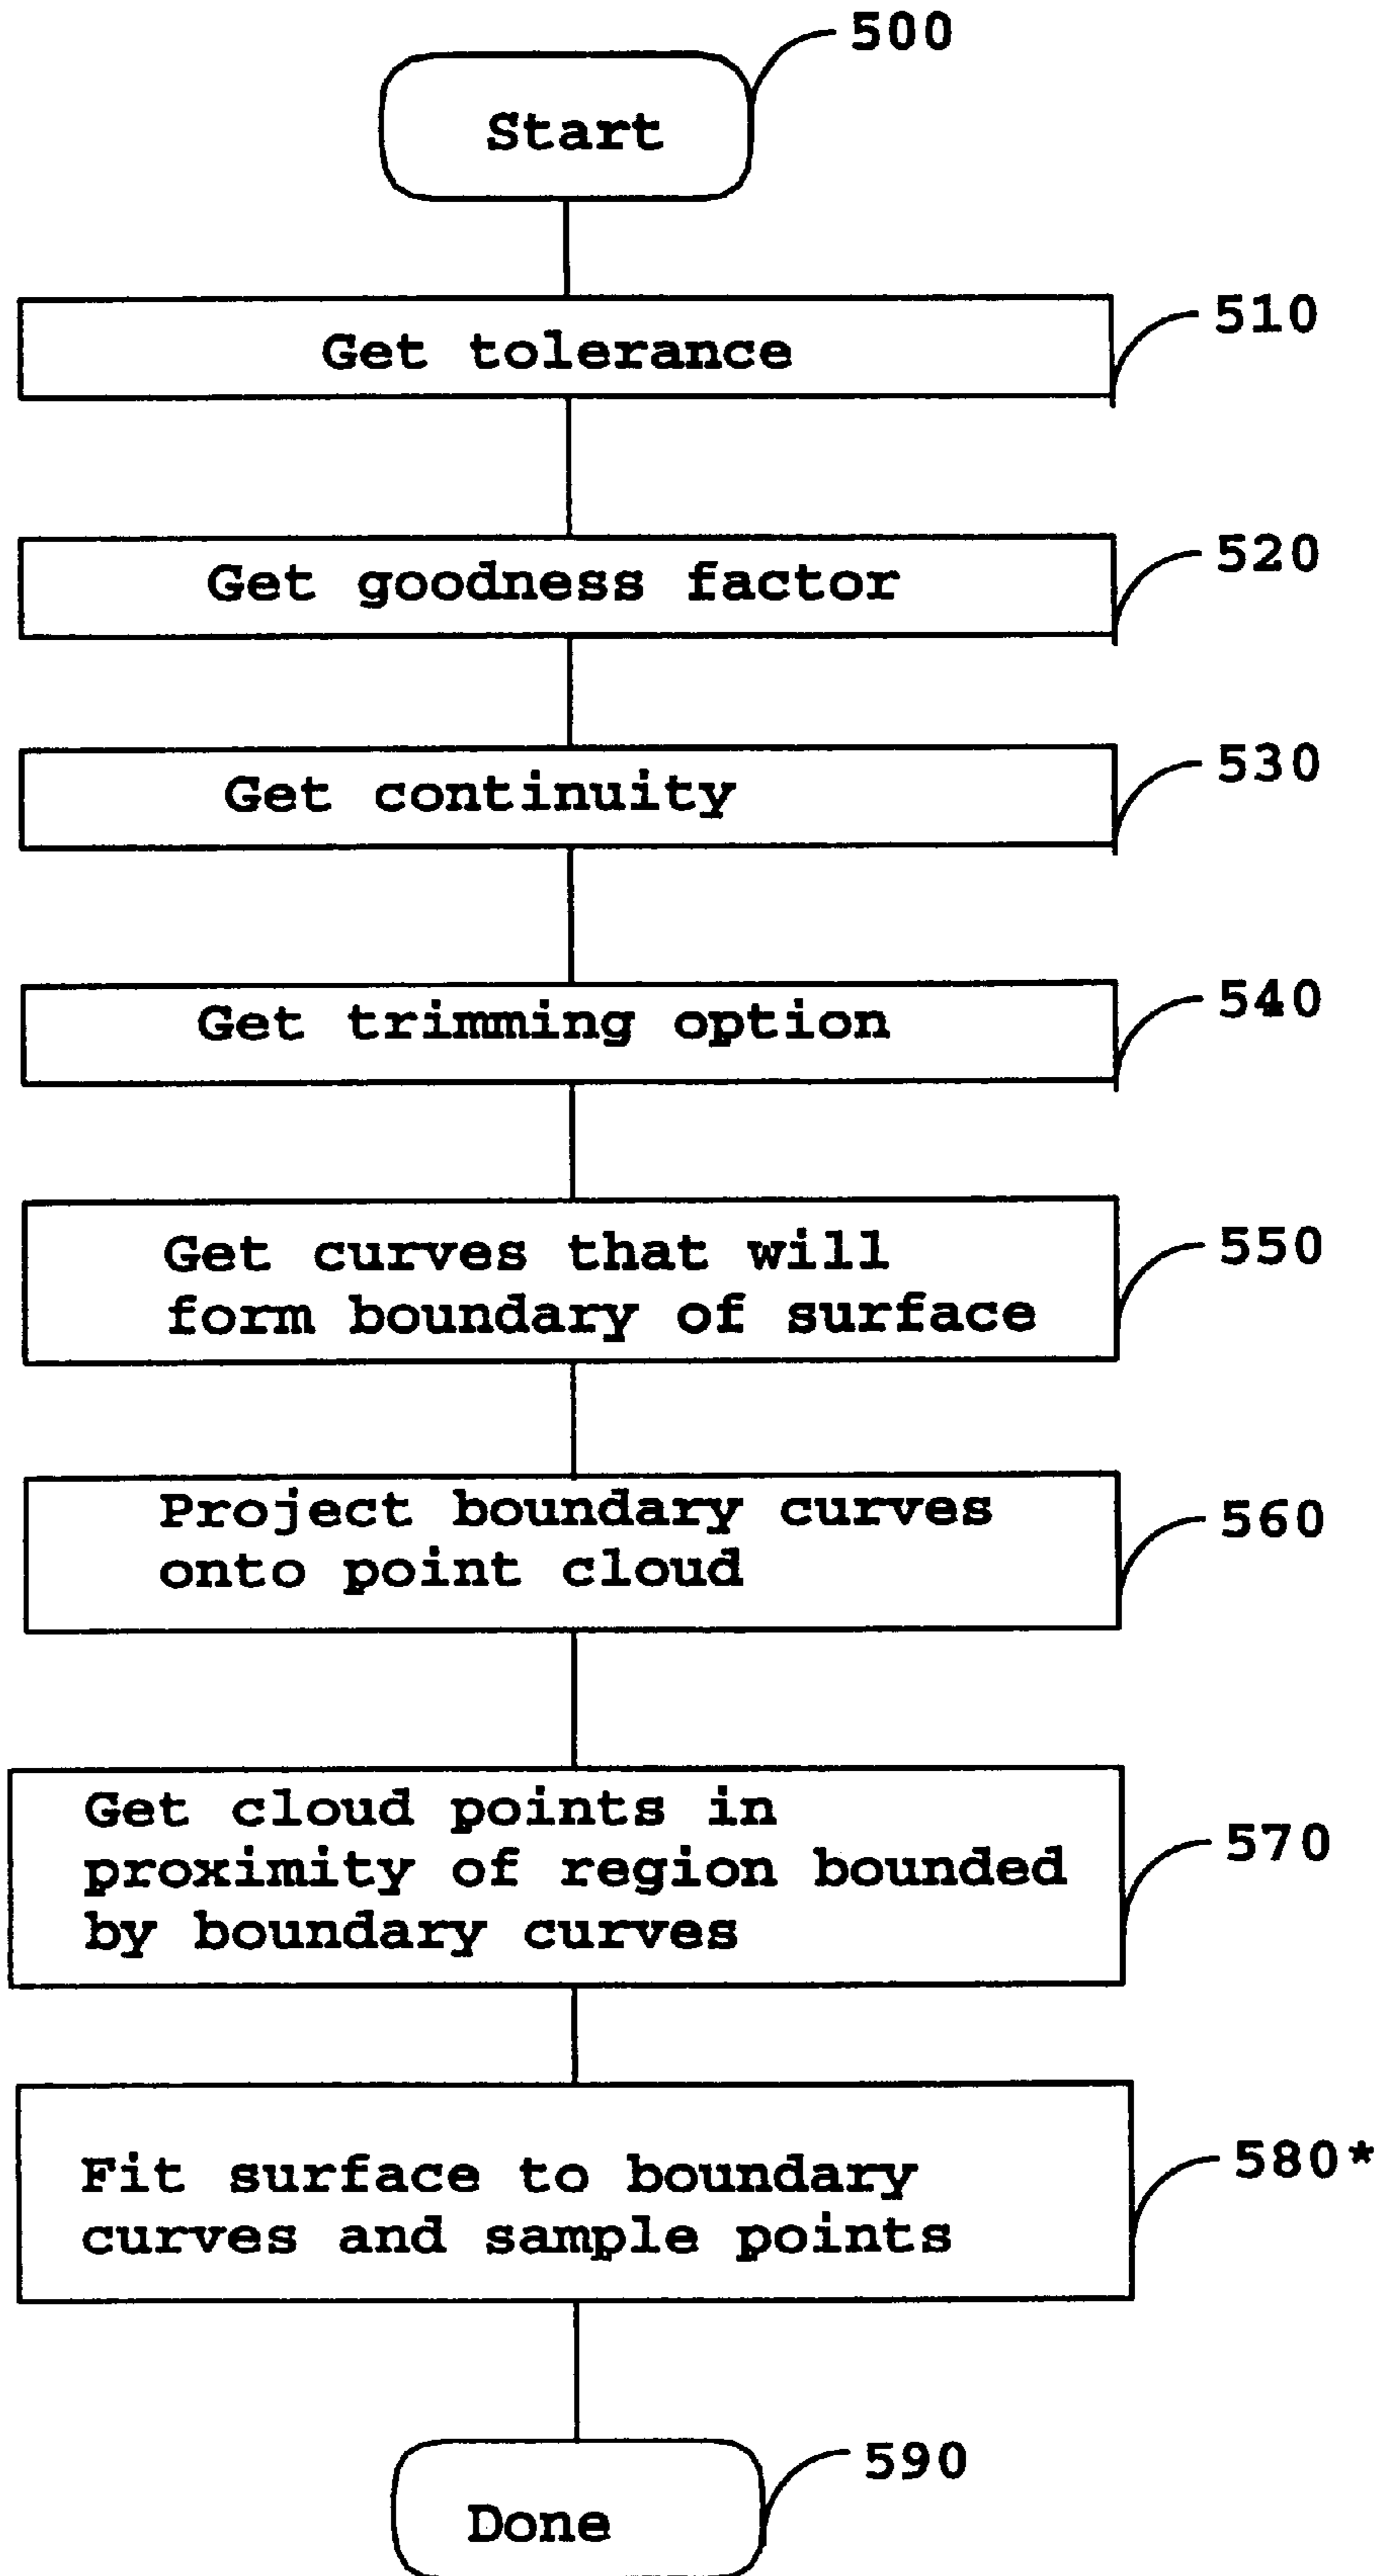 500
Start
510
Get tolerance
520
Get goodness factor
530
Get continuity
540
Get trimming option
Get curves that will
550
form boundary of surface
Project boundary curves
560
onto point cloud
Get cloud points in
570
proximity of region bounded
by boundary curves
580*
Fit surface to boundary
curves and sample points
590
Done